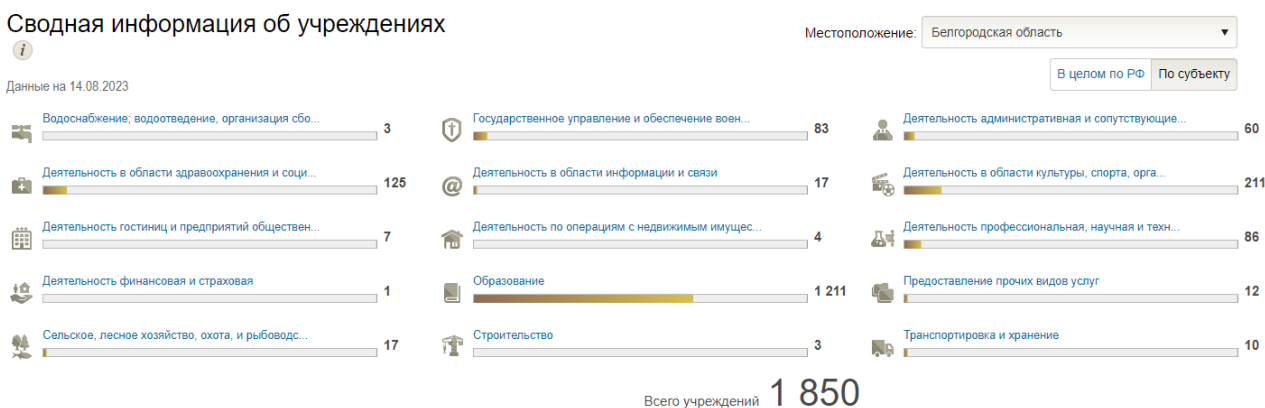 Сводная информация об учреждениях
Местоположение: Белгородская область
В целом по РФ По субъекту
Данные на 14.08.2023
Водоснабжение; водоотведение, организация сбо...
3
Государственное управление и обеспечение воен...
83
Деятельность административная и сопутствующие...
60
Деятельность в области здравоохранения и соци...
125
Деятельность в области информации и связи
17
Деятельность в области культуры, спорта, орга...
211
Деятельность гостиниц и предприятий обществен...
7
Деятельность по операциям с недвижимым имущес...
4
Деятельность профессиональная, научная и техн...
86
Деятельность финансовая и страховая
1
Образование
1 211
Предоставление прочих видов услуг
12
Сельское, лесное хозяйство, охота, и рыбоводс...
17
Строительство
3
Транспортировка и хранение
10
Всего учреждений 1 850